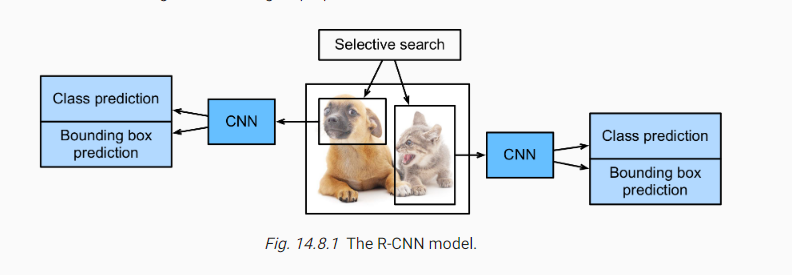 Selective search
Class prediction
CNN
Bounding box
prediction
CNN
Class prediction
Bounding box
prediction
Fig. 14.8.1 The R-CNN model.